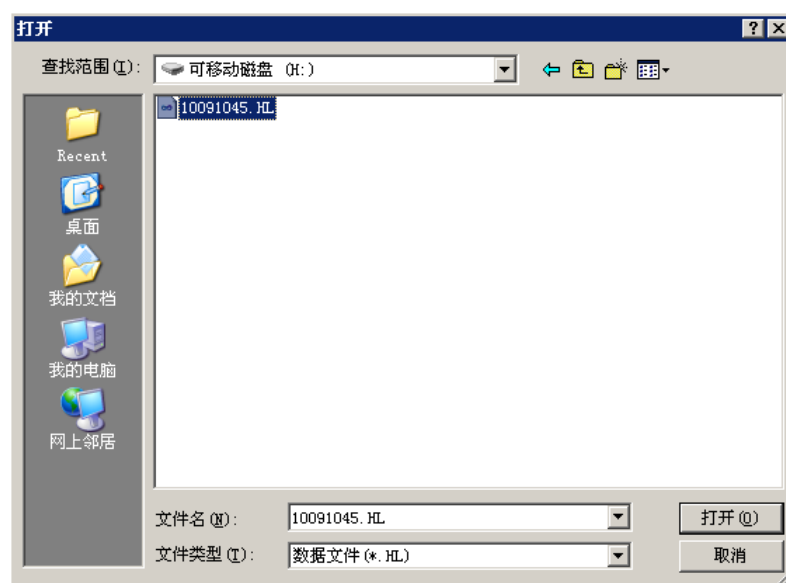 打开
查找范围(I):
可移动磁盘 (H:)
10091045.HL
Recent
桌面
我的文档
我的电脑
网上邻居
文件名(N):
10091045.HL
打开(O)
文件类型(T):
数据文件(*.HL)
取消